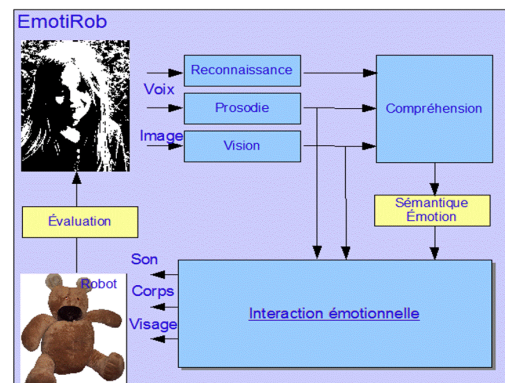 EmotiRob
Reconnaissance
Voix
Prosodie
Compréhension
Image
Vision
Sémantique
Émotion
Évaluation
Son
Robot
Corps
Interaction émotionnelle
Visage